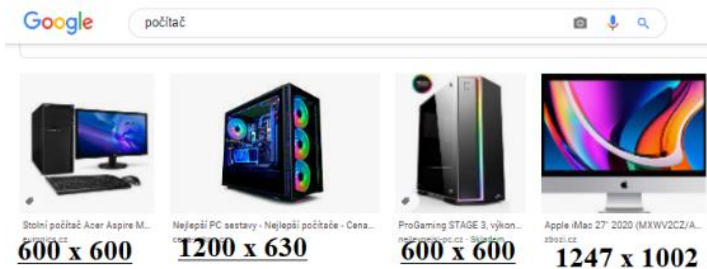 Google
počítač
Stolní počítač Acer Aspire M...
Nejlepší PC sestavy - Nejlepší počítače - Cena...
ProGaming STAGE 3, výkon...
Apple iMac 27" 2020 (MXWV2CZ/A...
zbozi.cz
600 x 600
1200 x 630
600 x 600
1247 x 1002